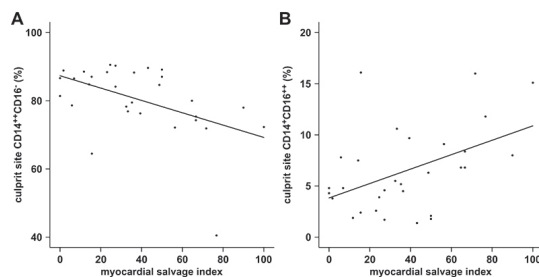 A
culprit site CD14⁺⁺CD16⁻ (%)
100
80
60
40
0 20 40 60 80 100
myocardial salvage index
B
culprit site CD14⁺CD16⁺⁺ (%)
20
15
10
5
0
0 20 40 60 80 100
myocardial salvage index